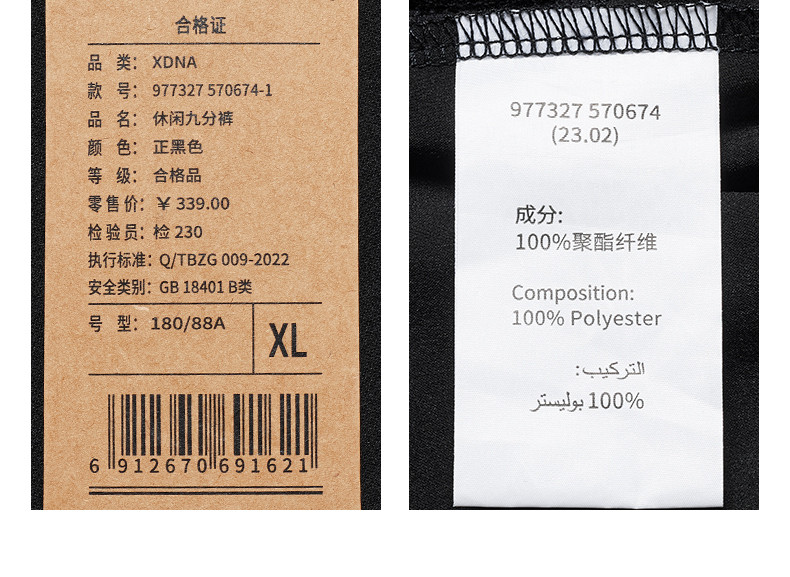 合格证
品 类： XDNA
款 号： 977327 570674-1
品 名： 休闲九分裤
颜 色： 正黑色
等 级： 合格品
零售价： ￥339.00
检验员： 检 230
执行标准： Q/TBZG 009-2022
安全类别： GB 18401 B类
号 型： 180/88A
XL
6 912670 691621
977327 570674
(23.02)
成分:
100%聚酯纤维
Composition:
100% Polyester
التركيب:
100% بوليستر